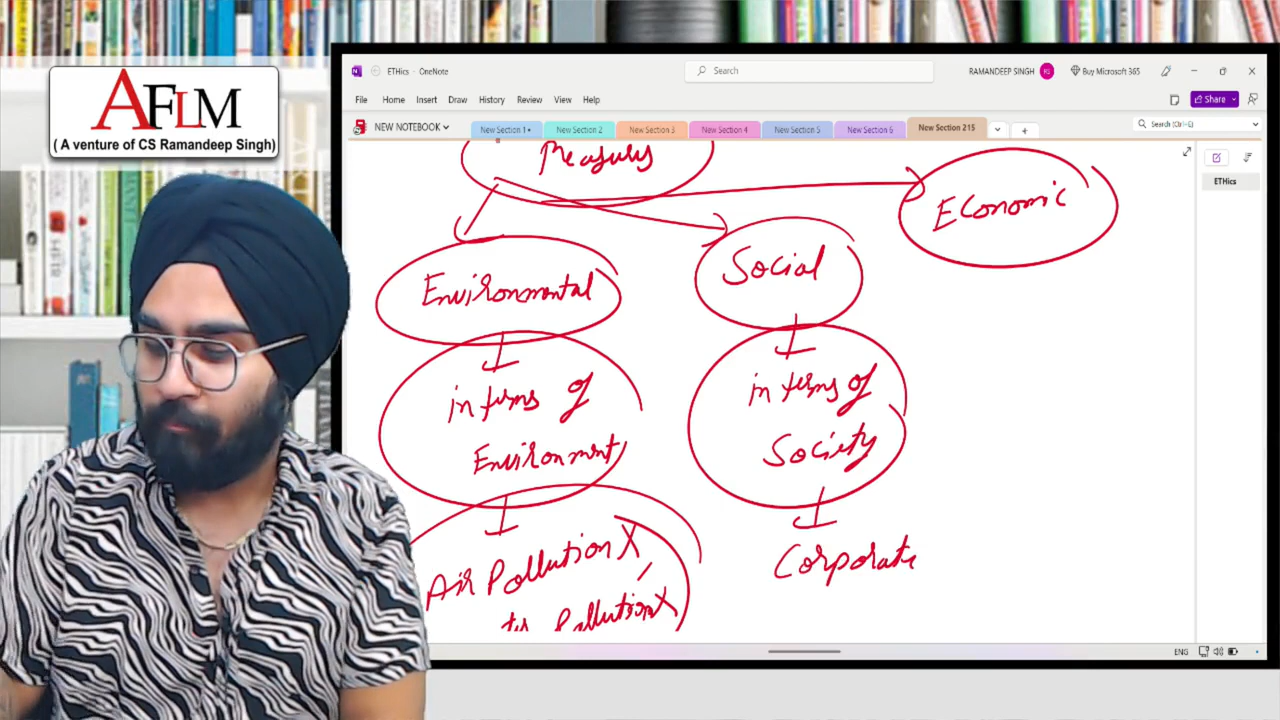 AFLM
( A venture of CS Ramandeep Singh)
ETHics - OneNote
Search
RAMANDEEP SINGH
RS
Buy Microsoft 365
File Home Insert Draw History Review View Help
Share
NEW NOTEBOOK
New Section 1
New Section 2
New Section 3
New Section 4
New Section 5
New Section 6
New Section 215
+
Search (Ctrl+E)
ETHics
Measures
Economic
Environmental
Social
in terms of
Environment
in terms of
Society
Air Pollution X
Pollution X
Corporate
ENG